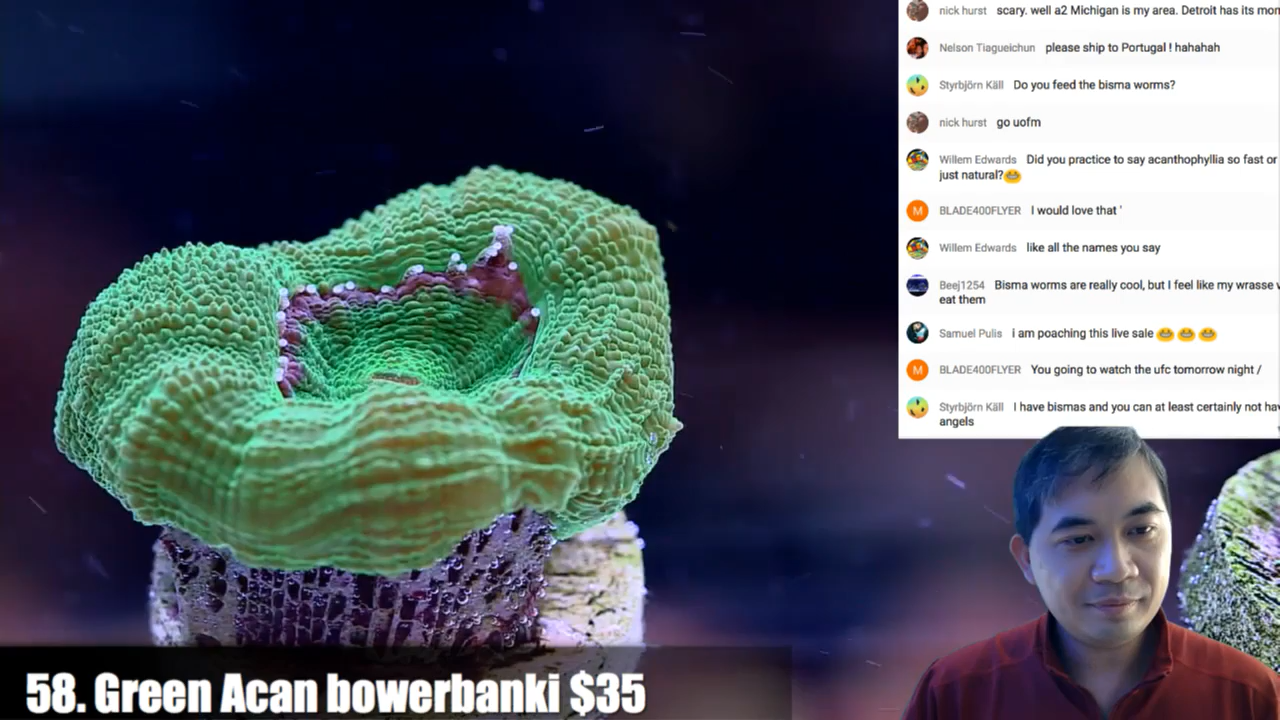 nick hurst scary. well a2 Michigan is my area. Detroit has its
Nelson Tiagueichun please ship to Portugal ! hahahah
Styrbjörn Käll Do you feed the bisma worms?
nick hurst go uofm
Willem Edwards Did you practice to say acanthophyllia so fast or
just natural?😂
M BLADE400FLYER I would love that '
Willem Edwards like all the names you say
Beej1254 Bisma worms are really cool, but I feel like my wrasse
eat them
Samuel Pulis i am poaching this live sale 😂 😂 😂
M BLADE400FLYER You going to watch the ufc tomorrow night /
Styrbjörn Käll I have bismas and you can at least certainly not
angels
58. Green Acan bowerbanki $35